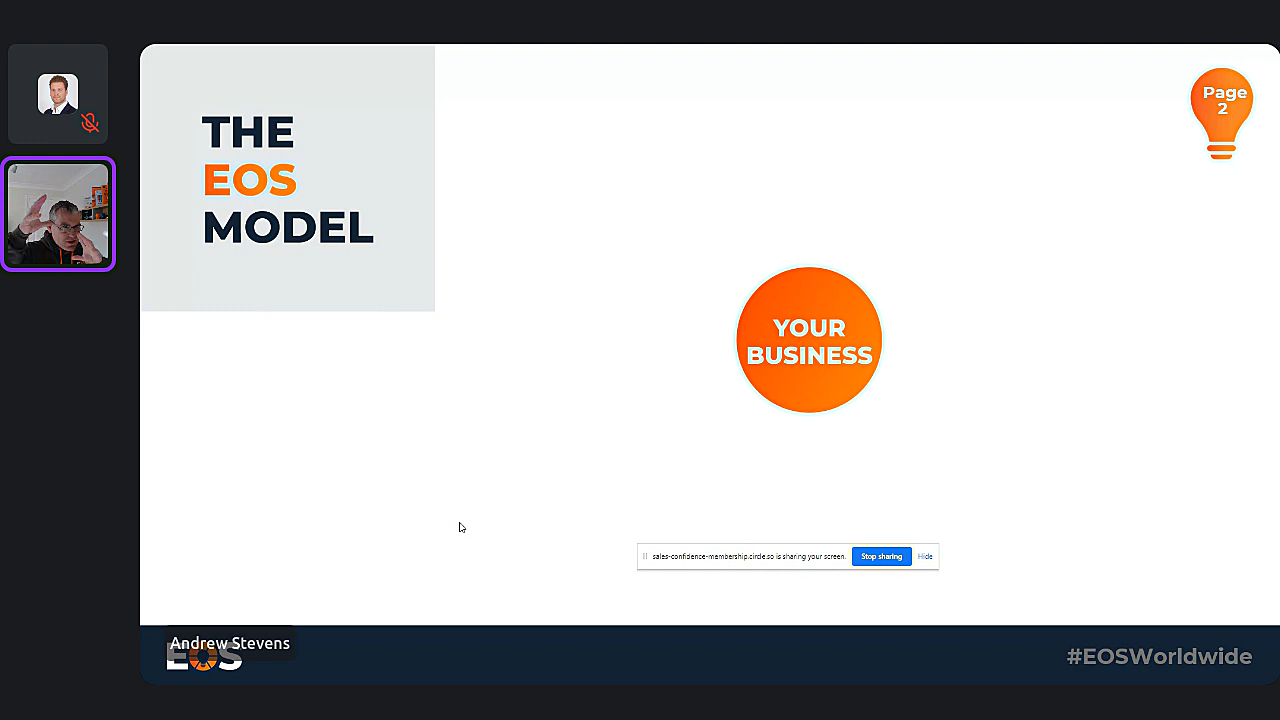 THE
EOS
MODEL
Page
2
YOUR
BUSINESS
sales-confidence-membership.circle.so is sharing your screen.
Stop sharing
Hide
Andrew Stevens
EOS
#EOSWorldwide